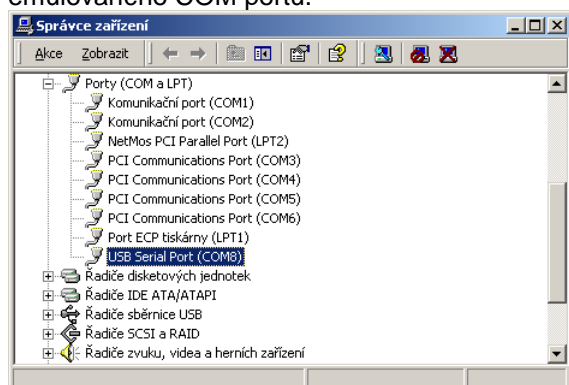 emulovaného COM portu.
Správce zařízení
Akce Zobrazit
Porty (COM a LPT)
Komunikační port (COM1)
Komunikační port (COM2)
NetMos PCI Parallel Port (LPT2)
PCI Communications Port (COM3)
PCI Communications Port (COM4)
PCI Communications Port (COM5)
PCI Communications Port (COM6)
Port ECP tiskárny (LPT1)
USB Serial Port (COM8)
Řadiče disketových jednotek
Řadiče IDE ATA/ATAPI
Řadiče sběrnice USB
Řadiče SCSI a RAID
Řadiče zvuku, videa a herních zařízení